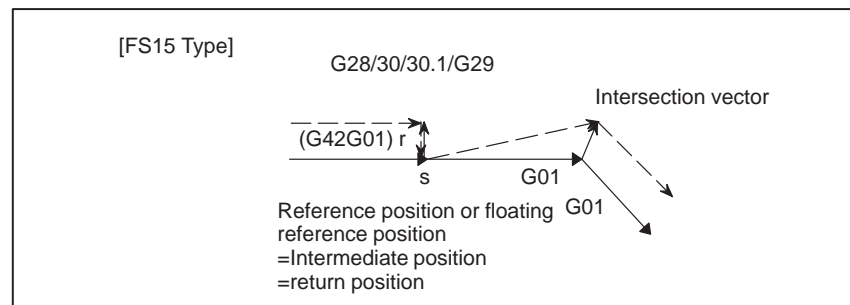 [FS15 Type]
G28/30/30.1/G29
Intersection vector
(G42G01) r
s
G01
G01
Reference position or floating
reference position
=Intermediate position
=return position